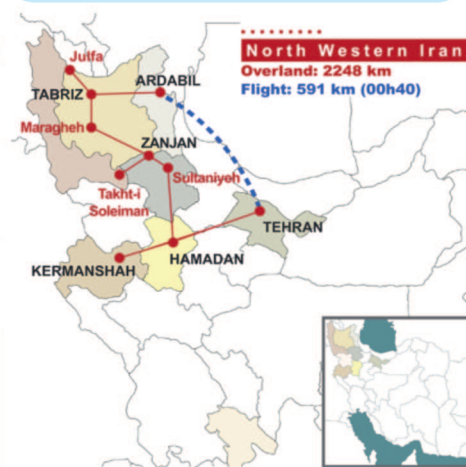 North Western Iran
Overland: 2248 km
Flight: 591 km (00h40)
Julfa
ARDABIL
TABRIZ
Maragheh
ZANJAN
Sultaniyeh
Takht-i
Soleiman
TEHRAN
HAMADAN
KERMANSHAH